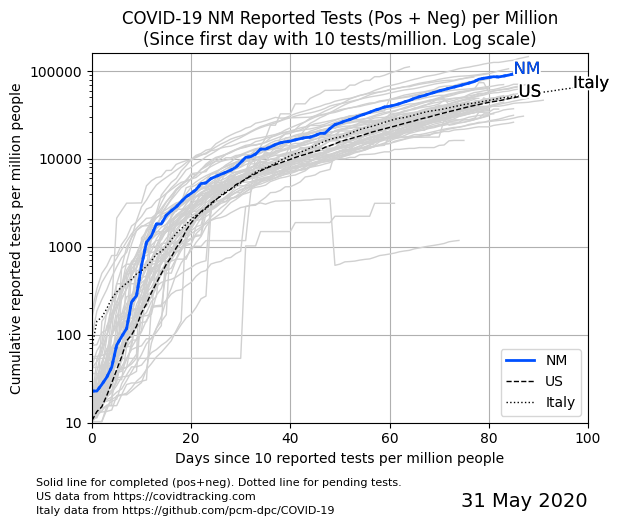 COVID-19 NM Reported Tests (Pos + Neg) per Million
(Since first day with 10 tests/million. Log scale)
Cumulative reported tests per million people
100000
10000
1000
100
10
NM
US
Italy
NM
US
Italy
0 20 40 60 80 100
Days since 10 reported tests per million people
Solid line for completed (pos+neg). Dotted line for pending tests.
US data from https://covidtracking.com
Italy data from https://github.com/pcm-dpc/COVID-19
31 May 2020